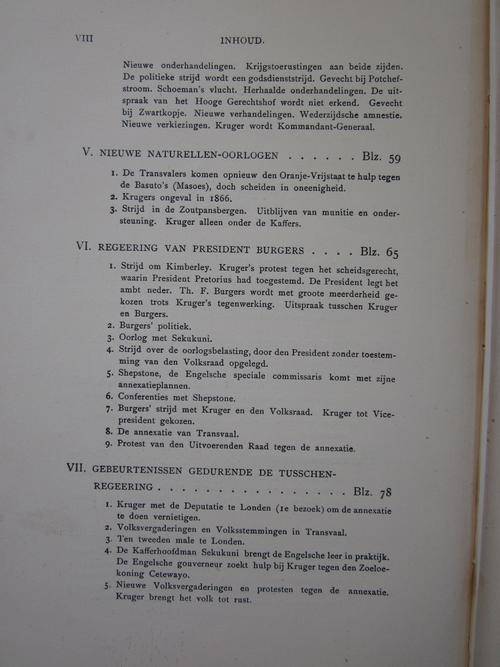 VIII
INHOUD.
Nieuwe onderhandelingen. Krijgstoerustingen aan beide zijden.
De politieke strijd wordt een godsdienststrijd. Gevecht bij Potchef-
stroom. Schoeman's vlucht. Herhaalde onderhandelingen. De uit-
spraak van het Hooge Gerechtshof wordt niet erkend. Gevecht
bij Zwartkopje. Nieuwe verhandelingen. Wederzijdsche amnestie.
Nieuwe verkiezingen. Kruger wordt Kommandant-Generaal.
V. NIEUWE NATURELLEN-OORLOGEN . . . . . . Blz. 59
1. De Transvalers komen opnieuw den Oranje-Vrijstaat te hulp tegen
de Basuto's (Masoes), doch scheiden in oneenigheid.
2. Krugers ongeval in 1866.
3. Strijd in de Zoutpansbergen. Uitblijven van munitie en onder-
steuning. Kruger alleen onder de Kaffers.
VI. REGEERING VAN PRESIDENT BURGERS . . . . Blz. 65
1. Strijd om Kimberley. Kruger's protest tegen het scheidsgerecht,
waarin President Pretorius had toegestemd. De President legt het
ambt neder. Th. F. Burgers wordt met groote meerderheid ge-
kozen trots Kruger's tegenwerking. Uitspraak tusschen Kruger
en Burgers.
2. Burgers' politiek.
3. Oorlog met Sekukuni.
4. Strijd over de oorlogsbelasting, door den President zonder toestem-
ming van den Volksraad opgelegd.
5. Shepstone, de Engelsche speciale commissaris komt met zijne
annexatieplannen.
6. Conferenties met Shepstone.
7. Burgers' strijd met Kruger en den Volksraad. Kruger tot Vice-
president gekozen.
8. De annexatie van Transvaal.
9. Protest van den Uitvoerenden Raad tegen de annexatie.
VII. GEBEURTENISSEN GEDURENDE DE TUSSCHEN-
REGEERING . . . . . . . . . . . . . . . . Blz. 78
1. Kruger met de Deputatie te Londen (1e bezoek) om de annexatie
te doen vernietigen.
2. Volksvergaderingen en Volksstemmingen in Transvaal.
3. Ten tweeden male te Londen.
4. De Kafferhoofdman Sekukuni brengt de Engelsche leer in praktijk.
De Engelsche gouverneur zoekt hulp bij Kruger tegen den Zoeloe-
koning Cetewayo.
5. Nieuwe Volksvergaderingen en protesten tegen de annexatie.
Kruger brengt het volk tot rust.